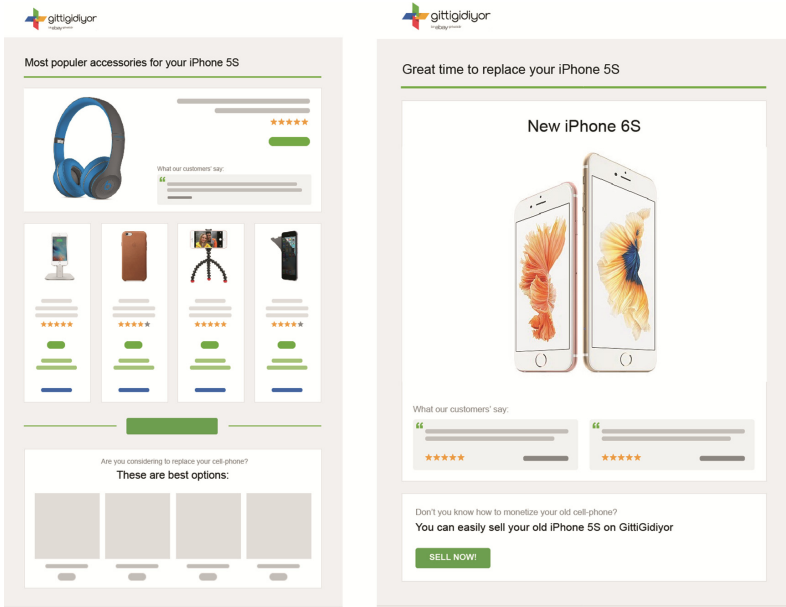 gittigidiyor
Most populer accessories for your iPhone 5S
What our customers' say:
“
Are you considering to replace your cell-phone?
These are best options:
gittigidiyor
Great time to replace your iPhone 5S
New iPhone 6S
What our customers' say:
“
“
Don't you know how to monetize your old cell-phone?
You can easily sell your old iPhone 5S on GittiGidiyor
SELL NOW!